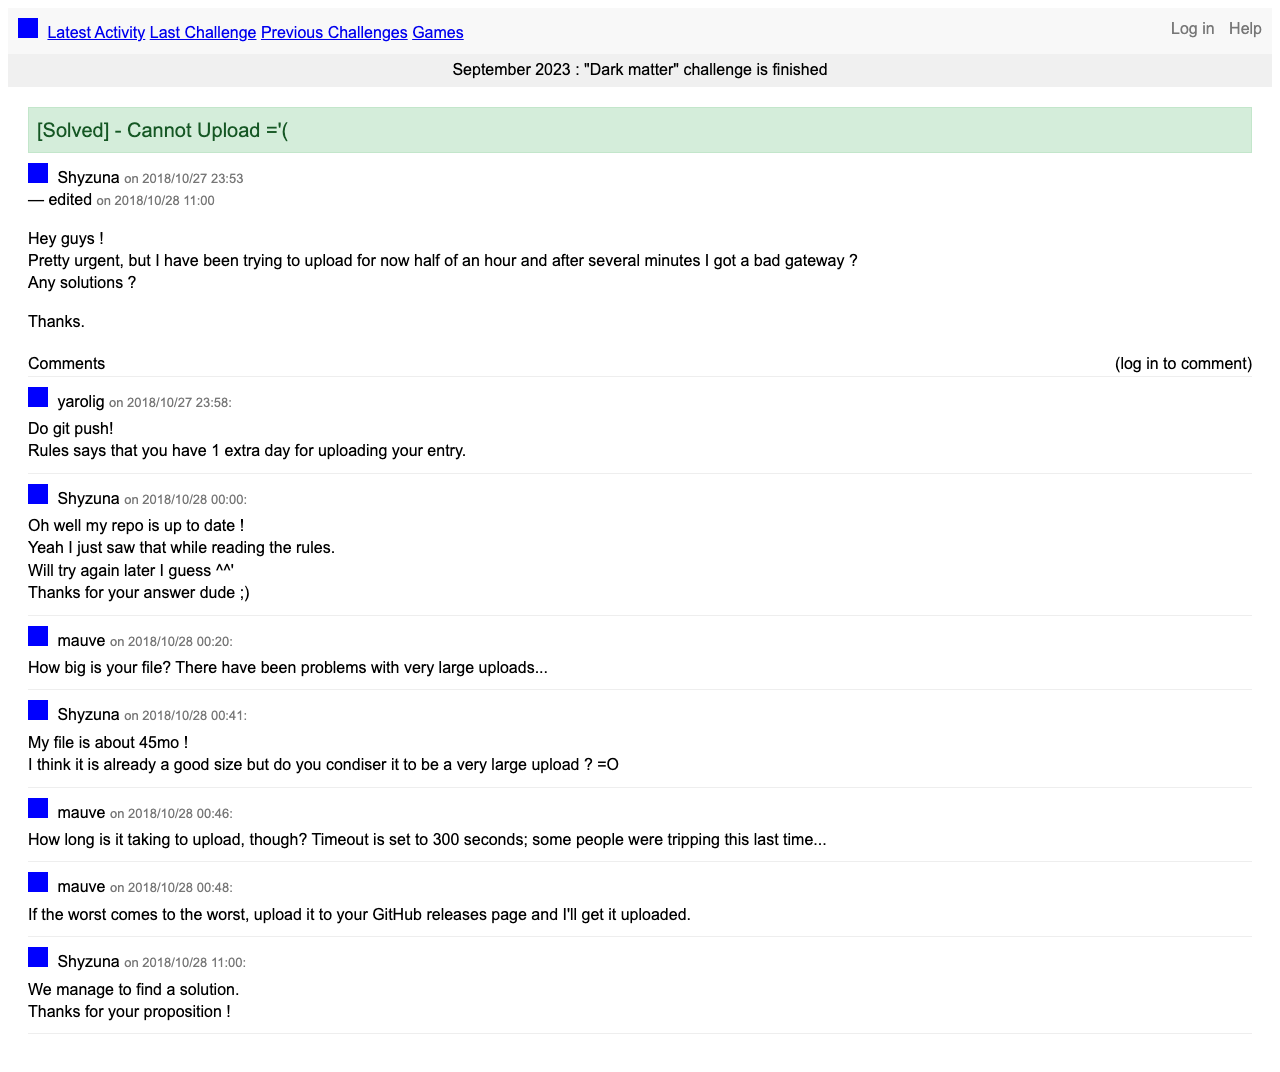 Latest Activity Last Challenge Previous Challenges Games Log in Help
September 2023 : "Dark matter" challenge is finished
[Solved] - Cannot Upload ='(
Shyzuna on 2018/10/27 23:53
— edited on 2018/10/28 11:00
Hey guys !
Pretty urgent, but I have been trying to upload for now half of an hour and after several minutes I got a bad gateway ?
Any solutions ?
Thanks.
Comments (log in to comment)
yarolig on 2018/10/27 23:58:
Do git push!
Rules says that you have 1 extra day for uploading your entry.
Shyzuna on 2018/10/28 00:00:
Oh well my repo is up to date !
Yeah I just saw that while reading the rules.
Will try again later I guess ^^'
Thanks for your answer dude ;)
mauve on 2018/10/28 00:20:
How big is your file? There have been problems with very large uploads...
Shyzuna on 2018/10/28 00:41:
My file is about 45mo !
I think it is already a good size but do you condiser it to be a very large upload ? =O
mauve on 2018/10/28 00:46:
How long is it taking to upload, though? Timeout is set to 300 seconds; some people were tripping this last time...
mauve on 2018/10/28 00:48:
If the worst comes to the worst, upload it to your GitHub releases page and I'll get it uploaded.
Shyzuna on 2018/10/28 11:00:
We manage to find a solution.
Thanks for your proposition !